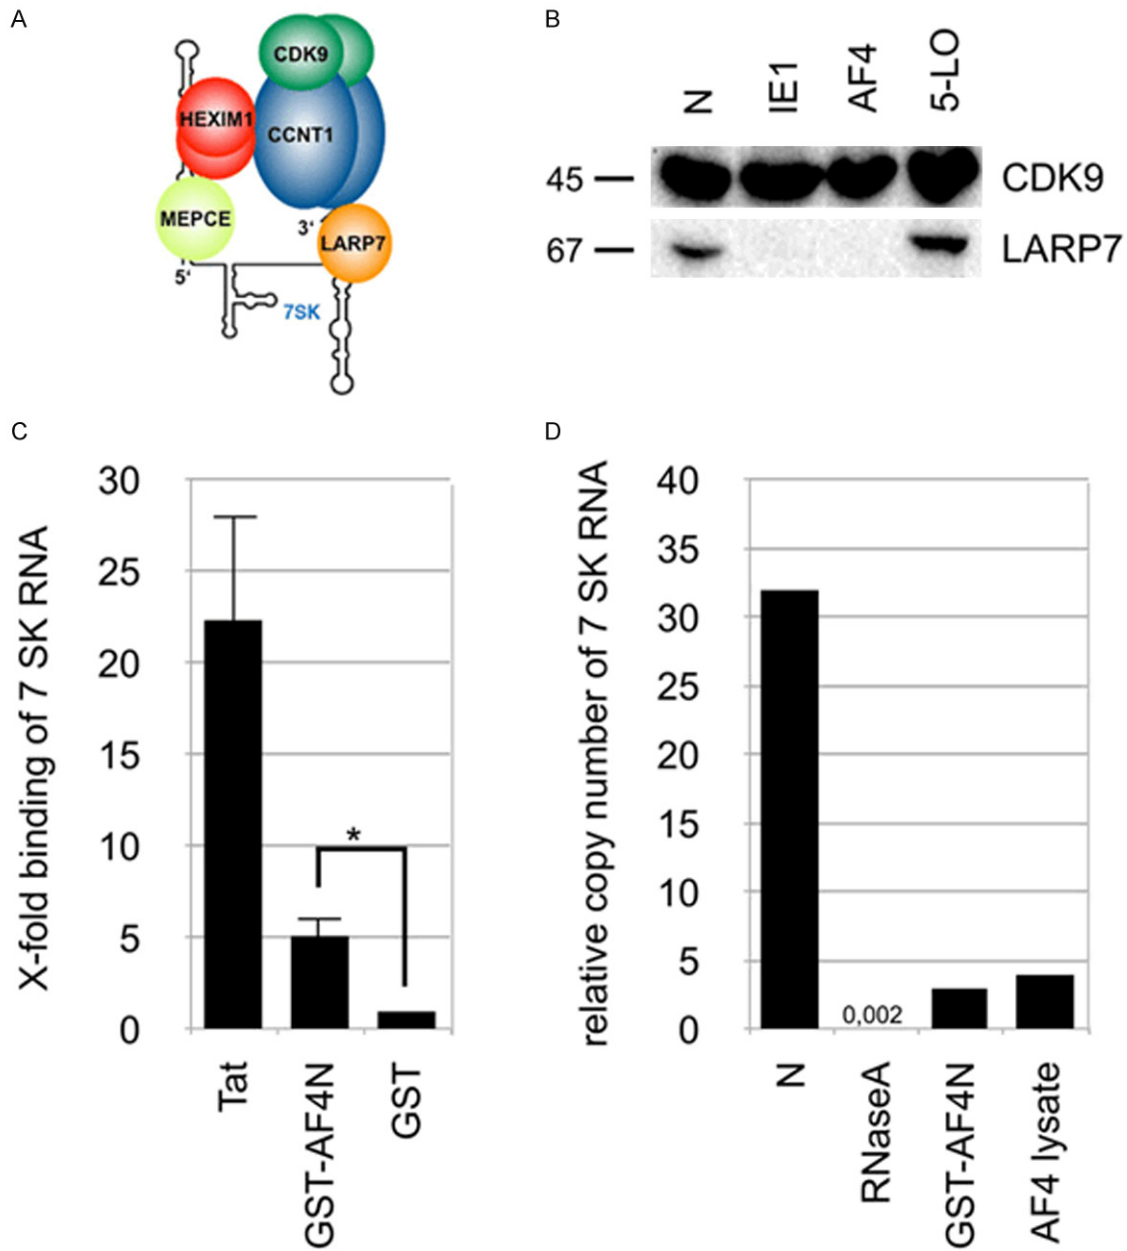 A
CDK9
HEXIM1
CCNT1
MEPCE
3‘
LARP7
5‘
7SK
B
N
IE1
AF4
5-LO
45
CDK9
67
LARP7
C
X-fold binding of 7 SK RNA
30
25
20
15
10
5
0
*
Tat
GST-AF4N
GST
D
relative copy number of 7 SK RNA
40
35
30
25
20
15
10
5
0
0,002
N
RNaseA
GST-AF4N
AF4 lysate